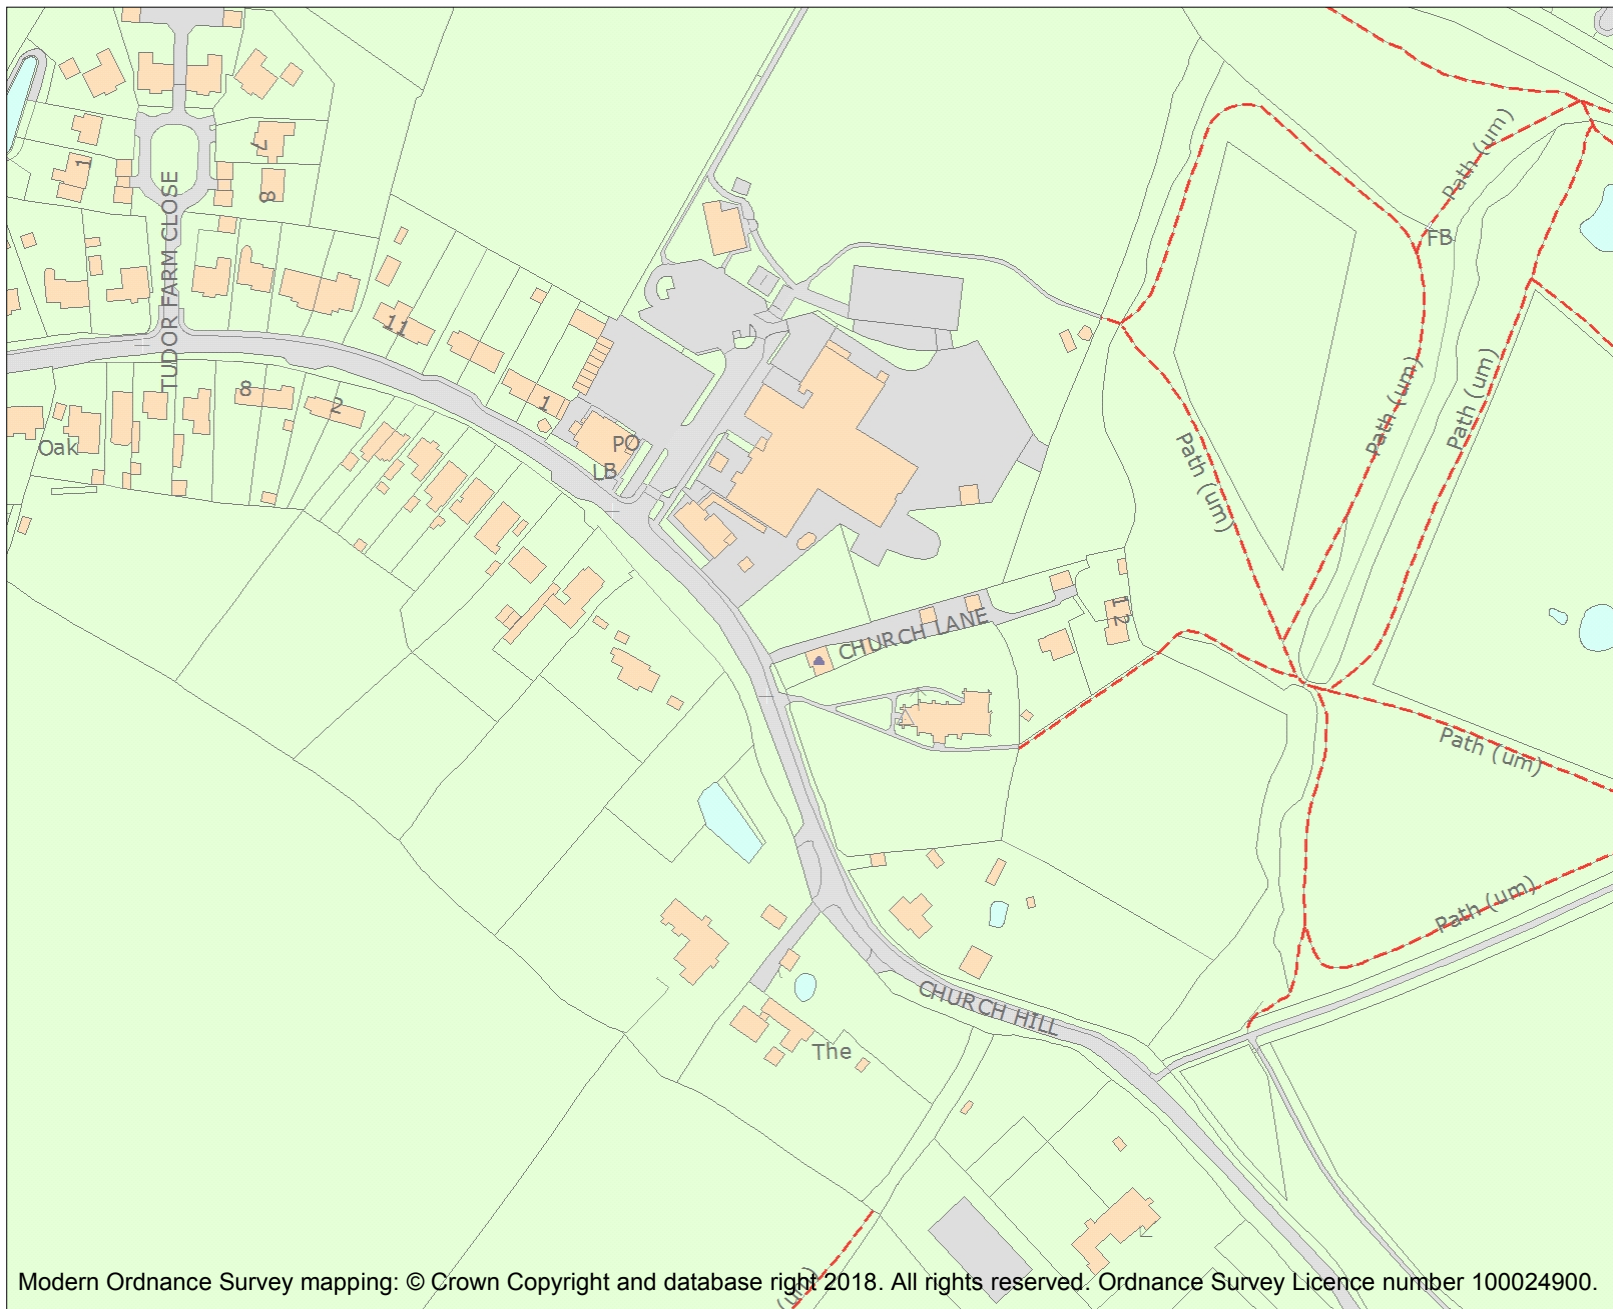 Path (um)
7
1
TUDOR FARM CLOSE
8
FB
11
1
8
2
PO
Oak
LB
Path (um)
Path (um)
Path (um)
12
CHURCH LANE
Path (um)
Path (um)
CHURCH HILL
The
(um)
Modern Ordnance Survey mapping: © Crown Copyright and database right 2018. All rights reserved. Ordnance Survey Licence number 100024900.